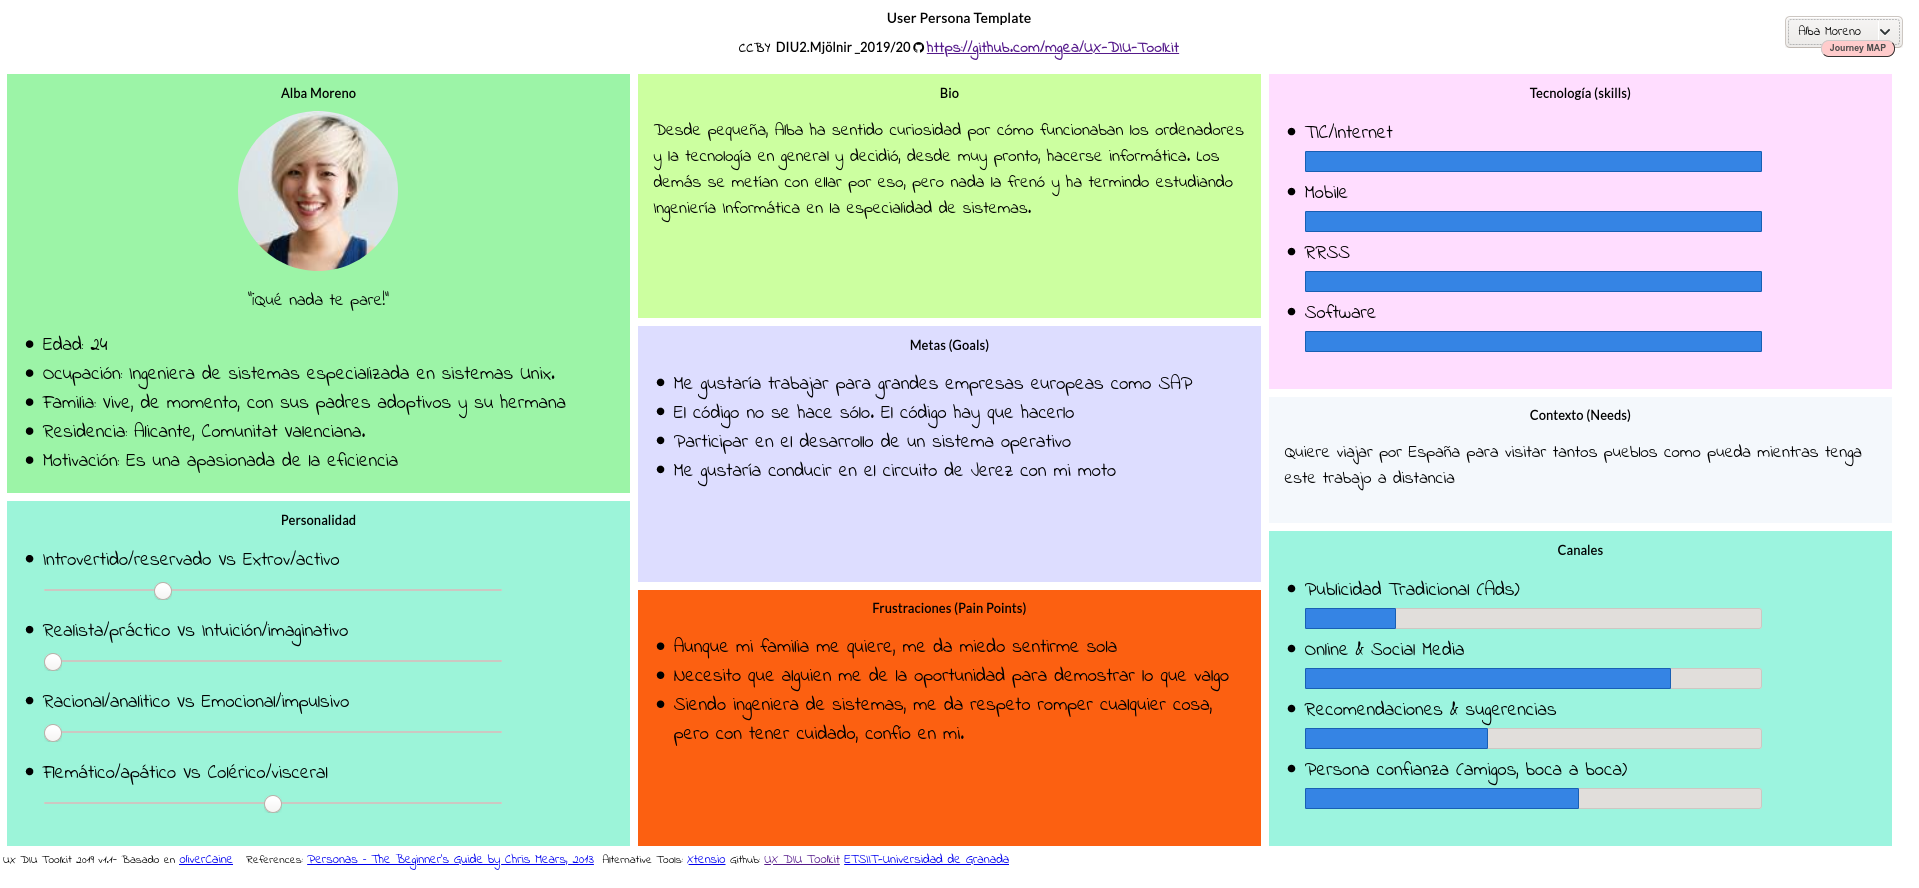 User Persona Template
CCBY DIU2.Mjölnir _2019/20 https://github.com/mgea/UX-DIU-Toolkit
Alba Moreno
Journey MAP
Alba Moreno
"¡Qué nada te pare!"
Edad: 24
Ocupación: Ingeniera de sistemas especializada en sistemas Unix.
Familia: Vive, de momento, con sus padres adoptivos y su hermana
Residencia: Alicante, Comunitat Valenciana.
Motivación: Es una apasionada de la eficiencia
Personalidad
Introvertido/reservado Vs Extrov/activo
Realista/práctico Vs Intuición/imaginativo
Racional/analítico Vs Emocional/impulsivo
Flemático/apático Vs Colérico/visceral
Bio
Desde pequeña, Alba ha sentido curiosidad por cómo funcionaban los ordenadores
y la tecnología en general y decidió, desde muy pronto, hacerse informática. Los
demás se metían con ellar por eso, pero nada la frenó y ha termindo estudiando
Ingeniería Informática en la especialidad de sistemas.
Metas (Goals)
Me gustaría trabajar para grandes empresas europeas como SAP
El código no se hace sólo. El código hay que hacerlo
Participar en el desarrollo de un sistema operativo
Me gustaría conducir en el circuito de Jerez con mi moto
Frustraciones (Pain Points)
Aunque mi familia me quiere, me da miedo sentirme sola
Necesito que alguien me de la oportunidad para demostrar lo que valgo
Siendo ingeniera de sistemas, me da respeto romper cualquier cosa,
pero con tener cuidado, confío en mi.
Tecnología (skills)
TIC/Internet
Mobile
RRSS
Software
Contexto (Needs)
Quiere viajar por España para visitar tantos pueblos como pueda mientras tenga
este trabajo a distancia
Canales
Publicidad Tradicional (Ads)
Online & Social Media
Recomendaciones & sugerencias
Persona confianza (amigos, boca a boca)
UX DIU Toolkit 2019 v1.1- Basado en oliverCaine References: Personas - The Beginner's Guide by Chris Mears, 2013 Alternative Tools: Xtensio Github: UX DIU Toolkit ETSIIT-Universidad de Granada